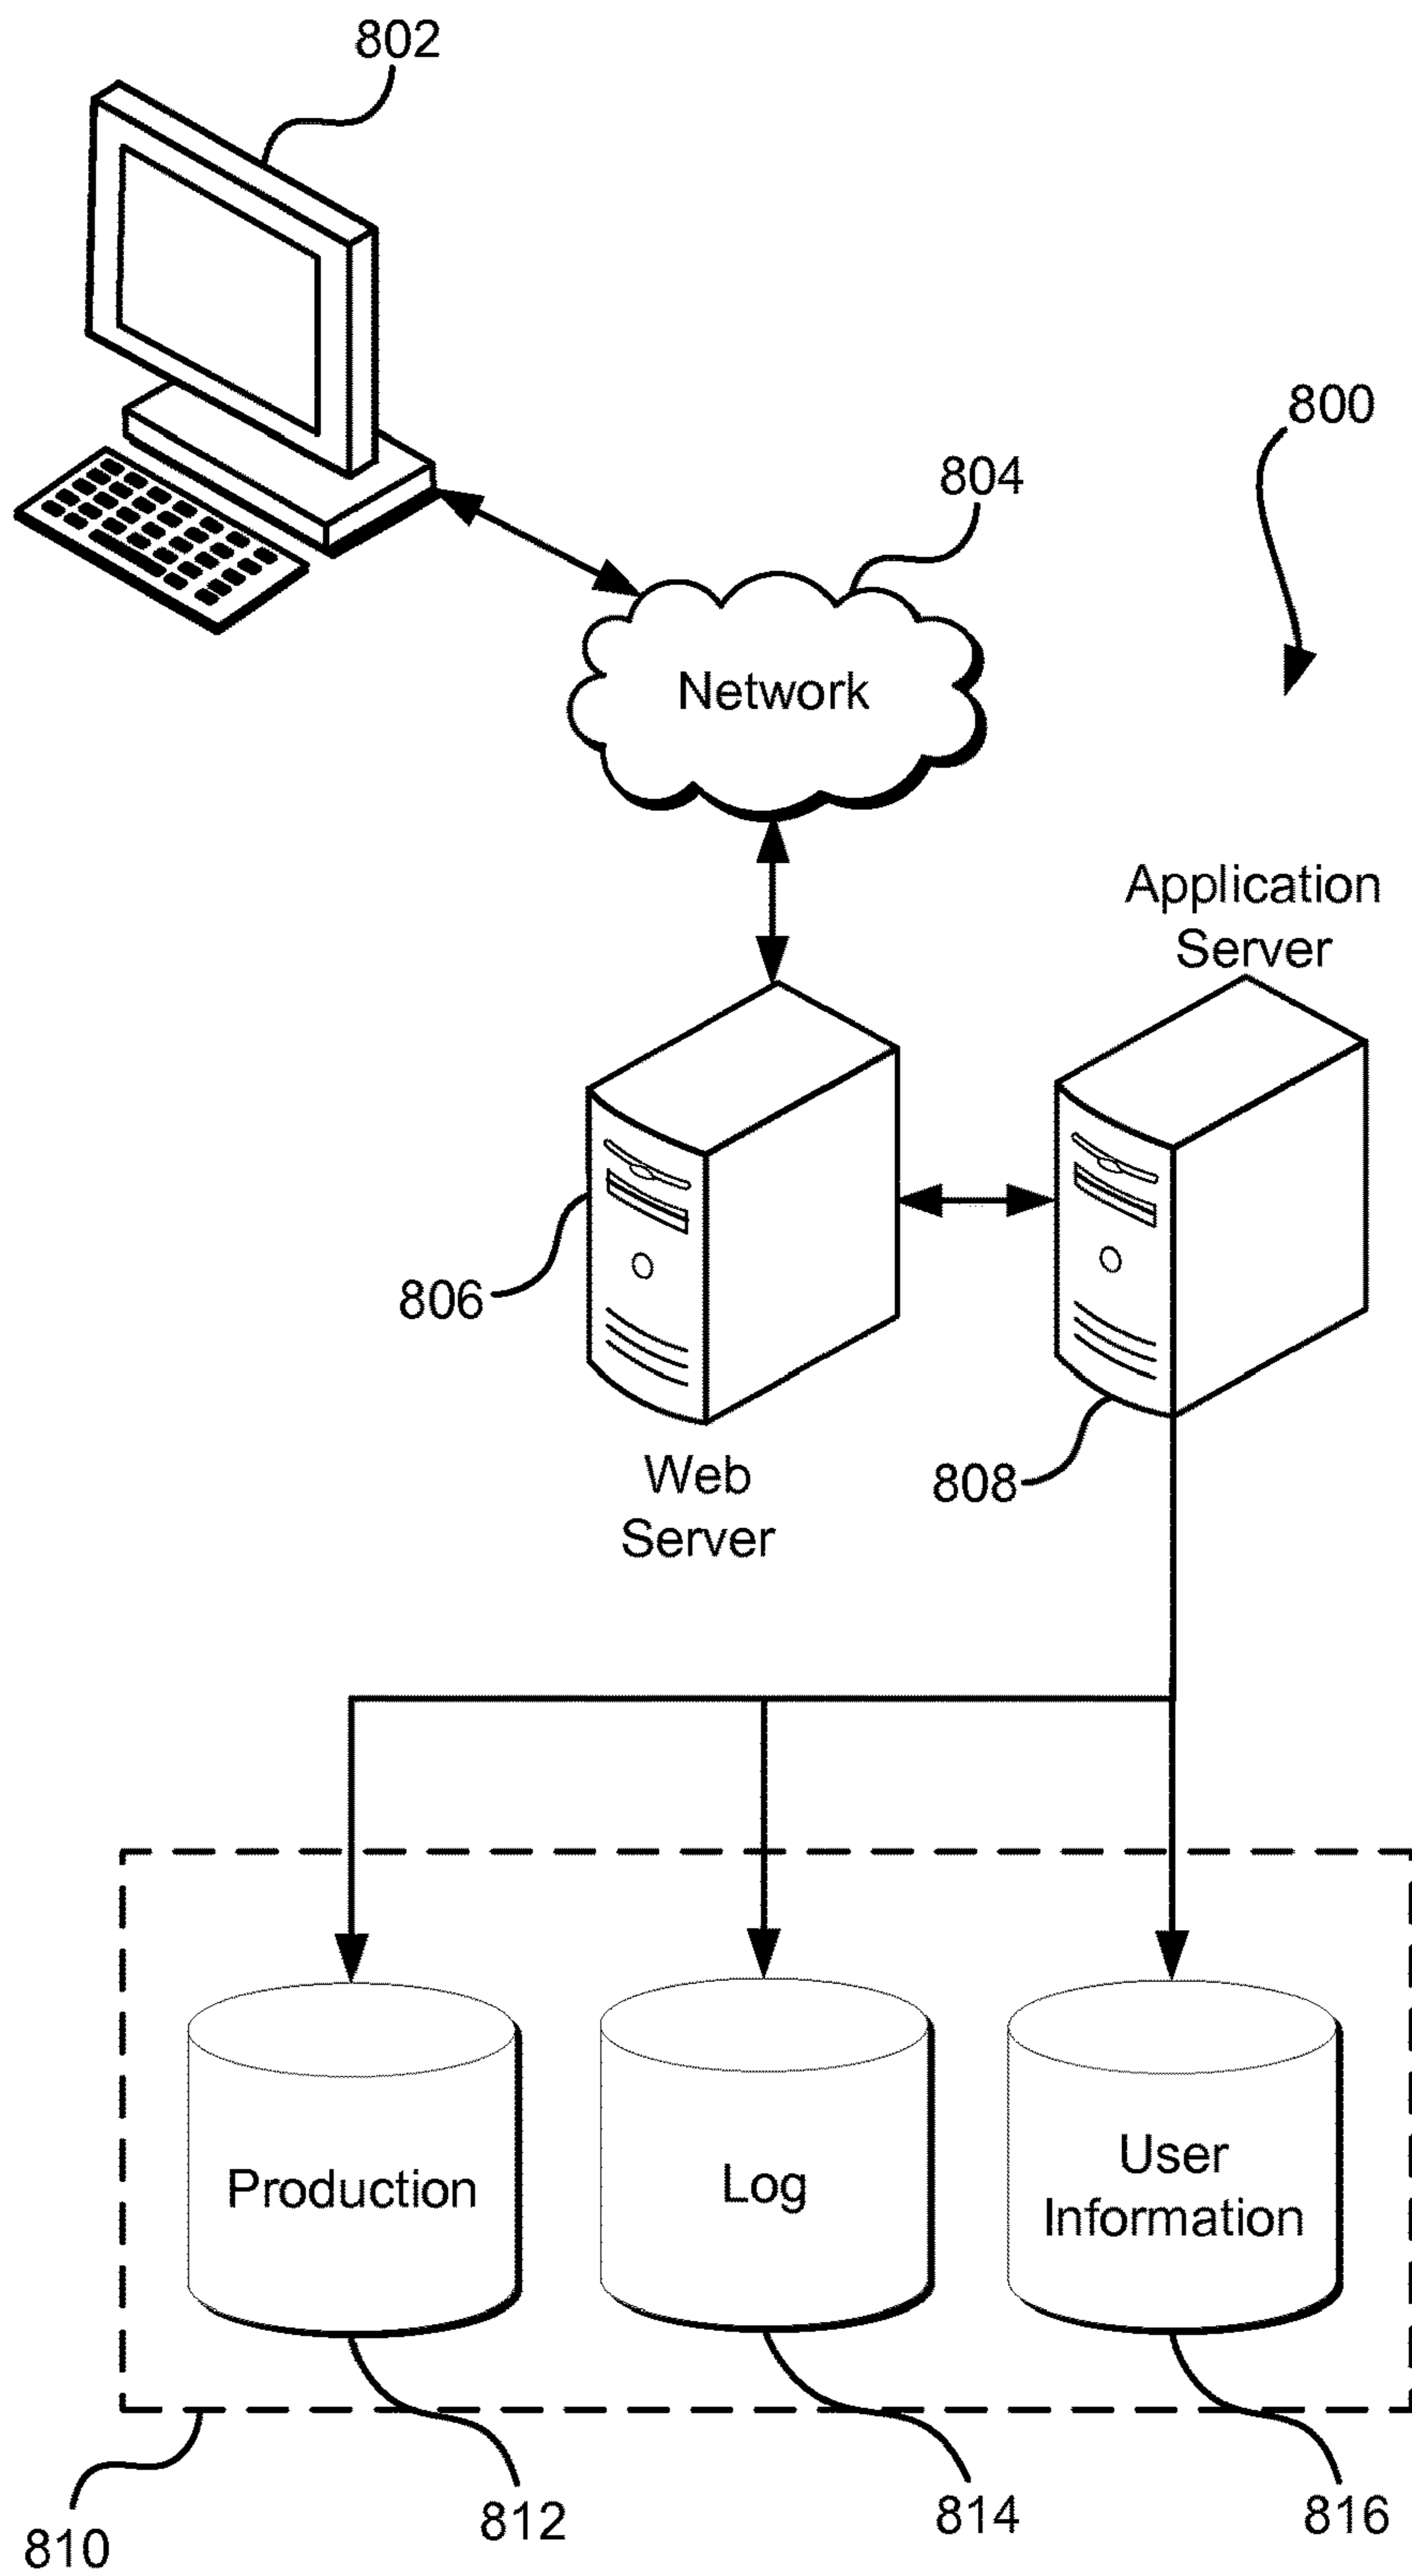 802
800
804
Network
Application
Server
806
808
Web
Server
Production
Log
User
Information
810
812
814
816